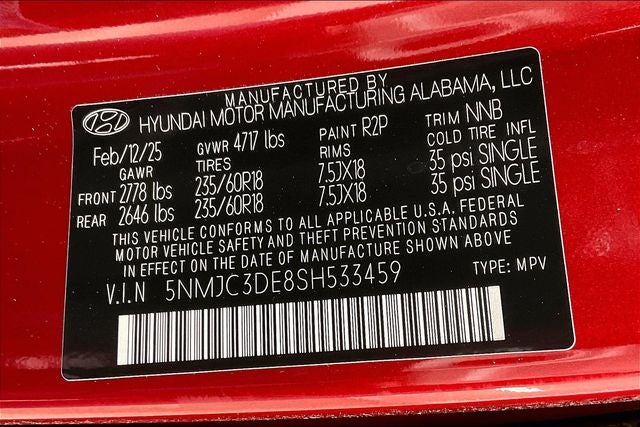 MANUFACTURED BY
HYUNDAI MOTOR MANUFACTURING ALABAMA, LLC
Feb/12/25 GVWR 4717 lbs PAINT R2P TRIM NNB
GAWR TIRES RIMS COLD TIRE INFL
FRONT 2778 lbs 235/60R18 7.5JX18 35 psi SINGLE
REAR 2646 lbs 235/60R18 7.5JX18 35 psi SINGLE
THIS VEHICLE CONFORMS TO ALL APPLICABLE U.S.A. FEDERAL
MOTOR VEHICLE SAFETY AND THEFT PREVENTION STANDARDS
IN EFFECT ON THE DATE OF MANUFACTURE SHOWN ABOVE
V.I.N 5NMJC3DE8SH533459 TYPE: MPV